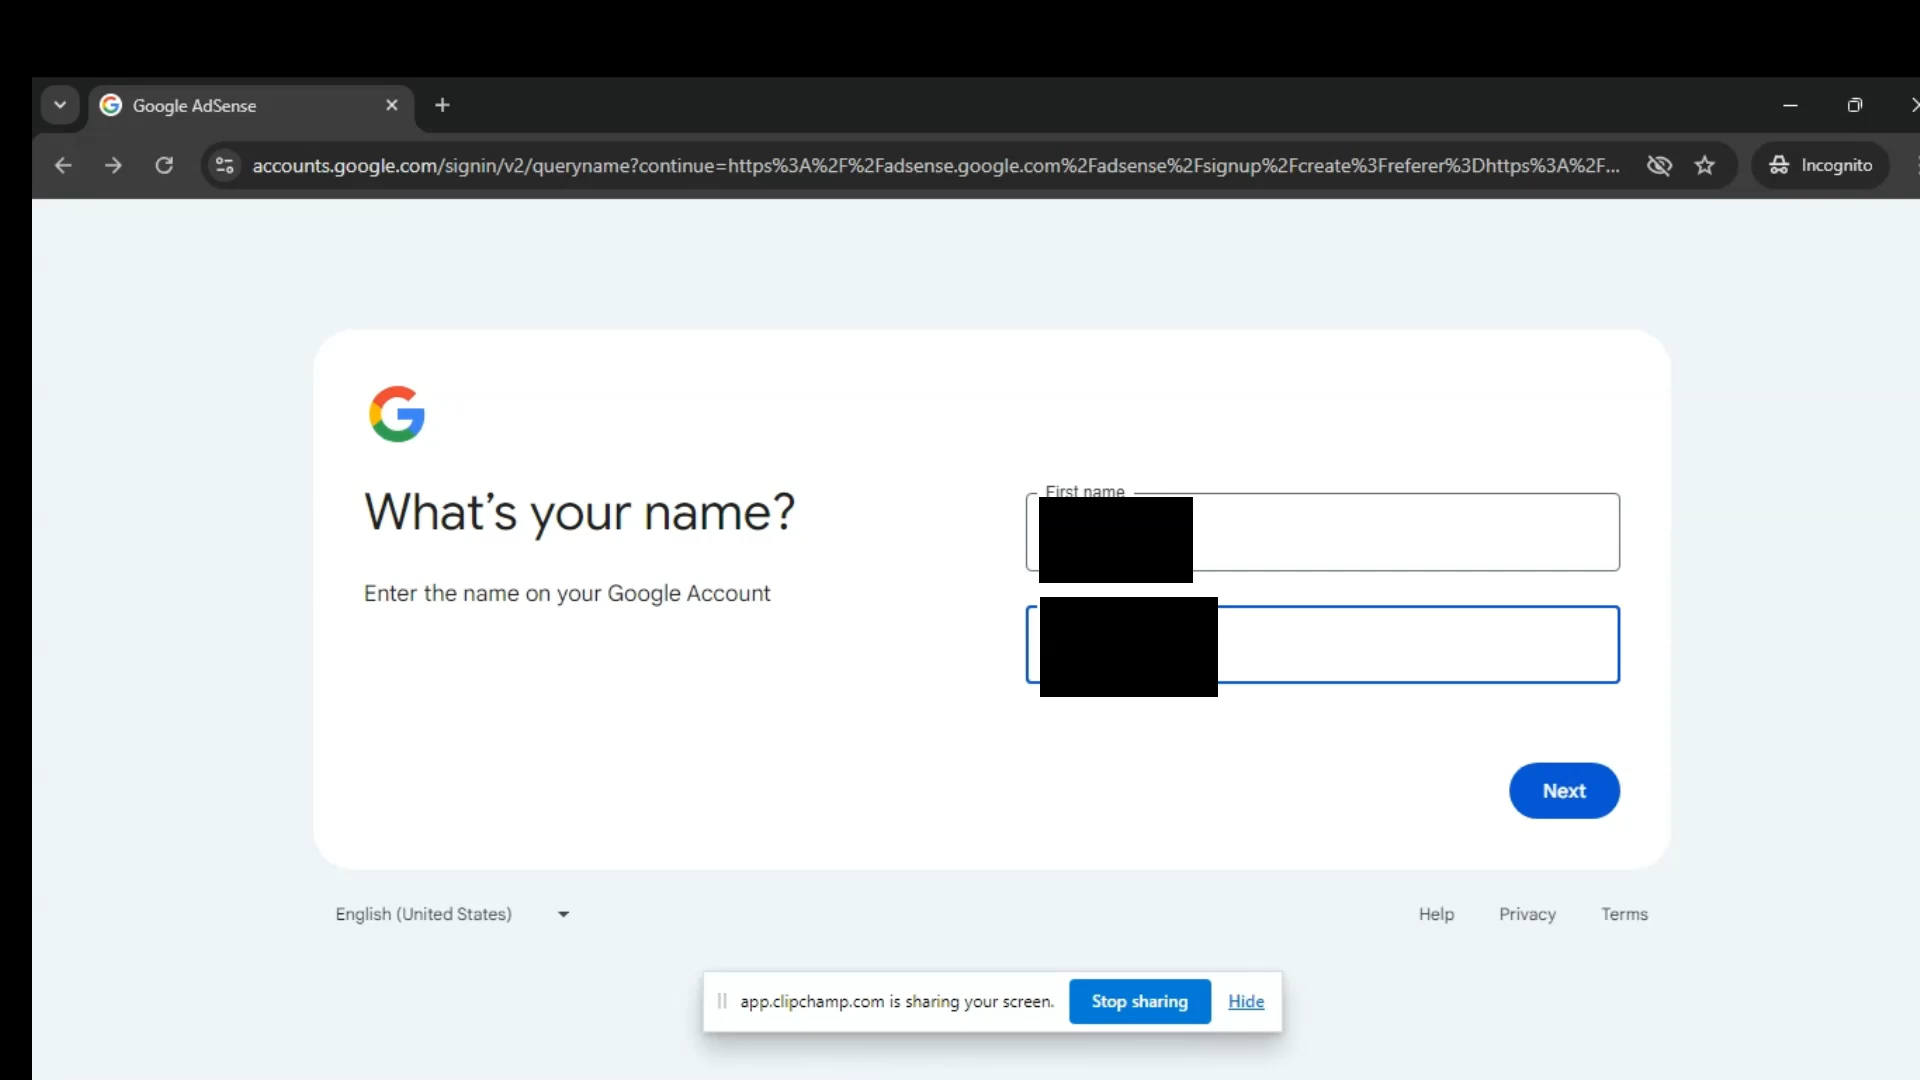 Google AdSense
accounts.google.com/signin/v2/queryname?continue=https%3A%2F%2Fadsense.google.com%2Fadsense%2Fsignup%2Fcreate%3Freferer%3Dhttps%3A%2F...
Incognito
What's your name?
Enter the name on your Google Account
First name
Next
English (United States)
Help Privacy Terms
app.clipchamp.com is sharing your screen. Stop sharing Hide